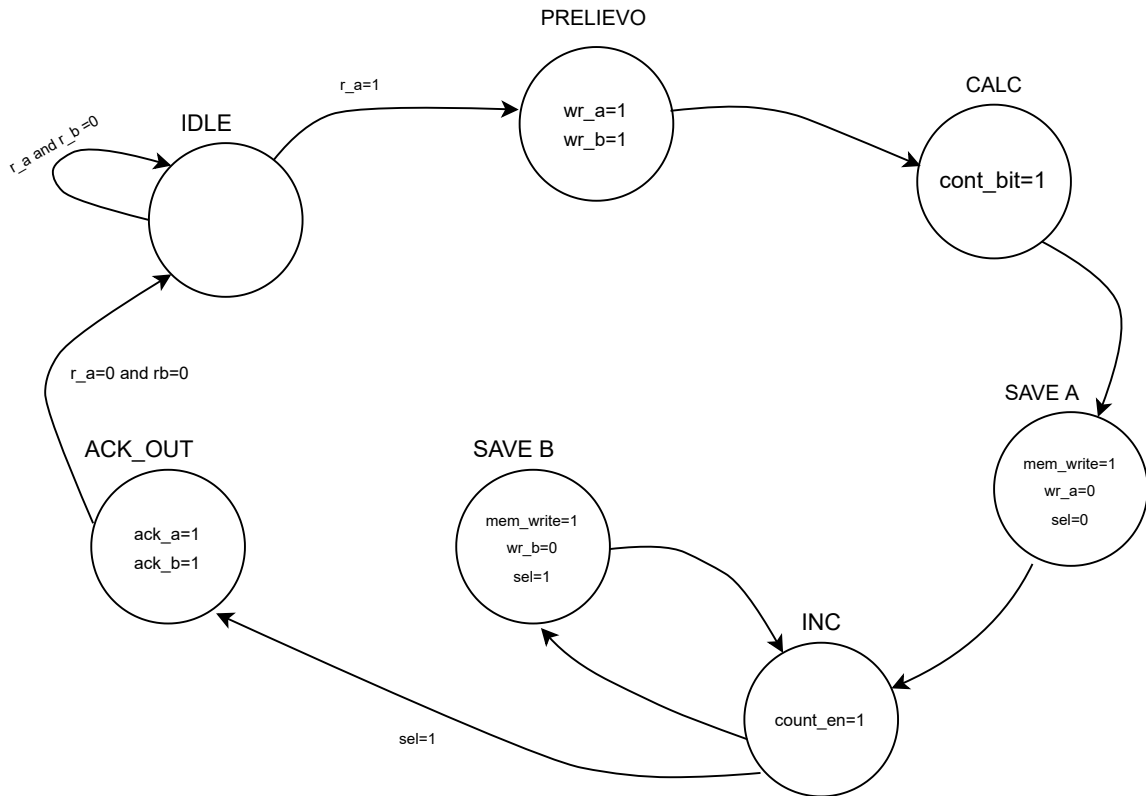 PRELIEVO
r_a=1
wr_a=1
wr_b=1
CALC
cont_bit=1
IDLE
r_a and r_b =0
r_a=0 and rb=0
SAVE A
mem_write=1
wr_a=0
sel=0
ACK_OUT
ack_a=1
ack_b=1
SAVE B
mem_write=1
wr_b=0
sel=1
INC
count_en=1
sel=1